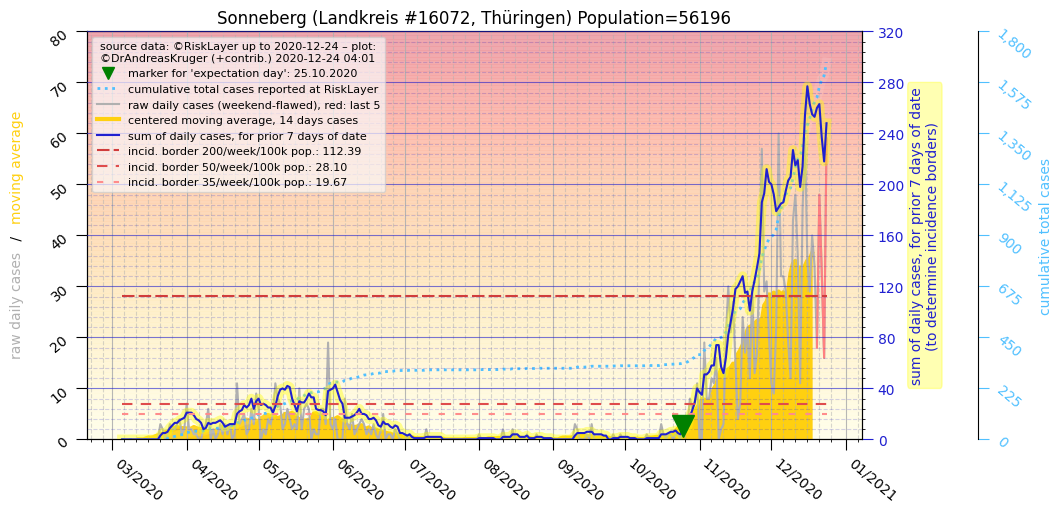 Sonneberg (Landkreis #16072, Thüringen) Population=56196
source data: ©RiskLayer up to 2020-12-24 – plot:
©DrAndreasKruger (+contrib.) 2020-12-24 04:01
marker for 'expectation day': 25.10.2020
cumulative total cases reported at RiskLayer
raw daily cases (weekend-flawed), red: last 5
centered moving average, 14 days cases
sum of daily cases, for prior 7 days of date
incid. border 200/week/100k pop.: 112.39
incid. border 50/week/100k pop.: 28.10
incid. border 35/week/100k pop.: 19.67
raw daily cases / moving average
80
70
60
50
40
30
20
10
0
320
280
240
200
160
120
80
40
0
sum of daily cases, for prior 7 days of date
(to determine incidence borders)
1,800
1,575
1,350
1,125
900
675
450
225
0
cumulative total cases
03/2020
04/2020
05/2020
06/2020
07/2020
08/2020
09/2020
10/2020
11/2020
12/2020
01/2021